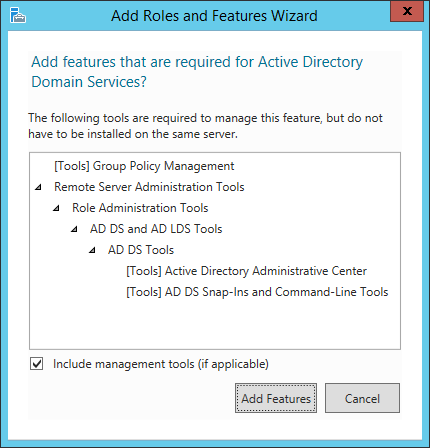 Add Roles and Features Wizard
x
Add features that are required for Active Directory
Domain Services?
The following tools are required to manage this feature, but do not
have to be installed on the same server.
[Tools] Group Policy Management
Remote Server Administration Tools
Role Administration Tools
AD DS and AD LDS Tools
AD DS Tools
[Tools] Active Directory Administrative Center
[Tools] AD DS Snap-Ins and Command-Line Tools
Include management tools (if applicable)
Add Features
Cancel